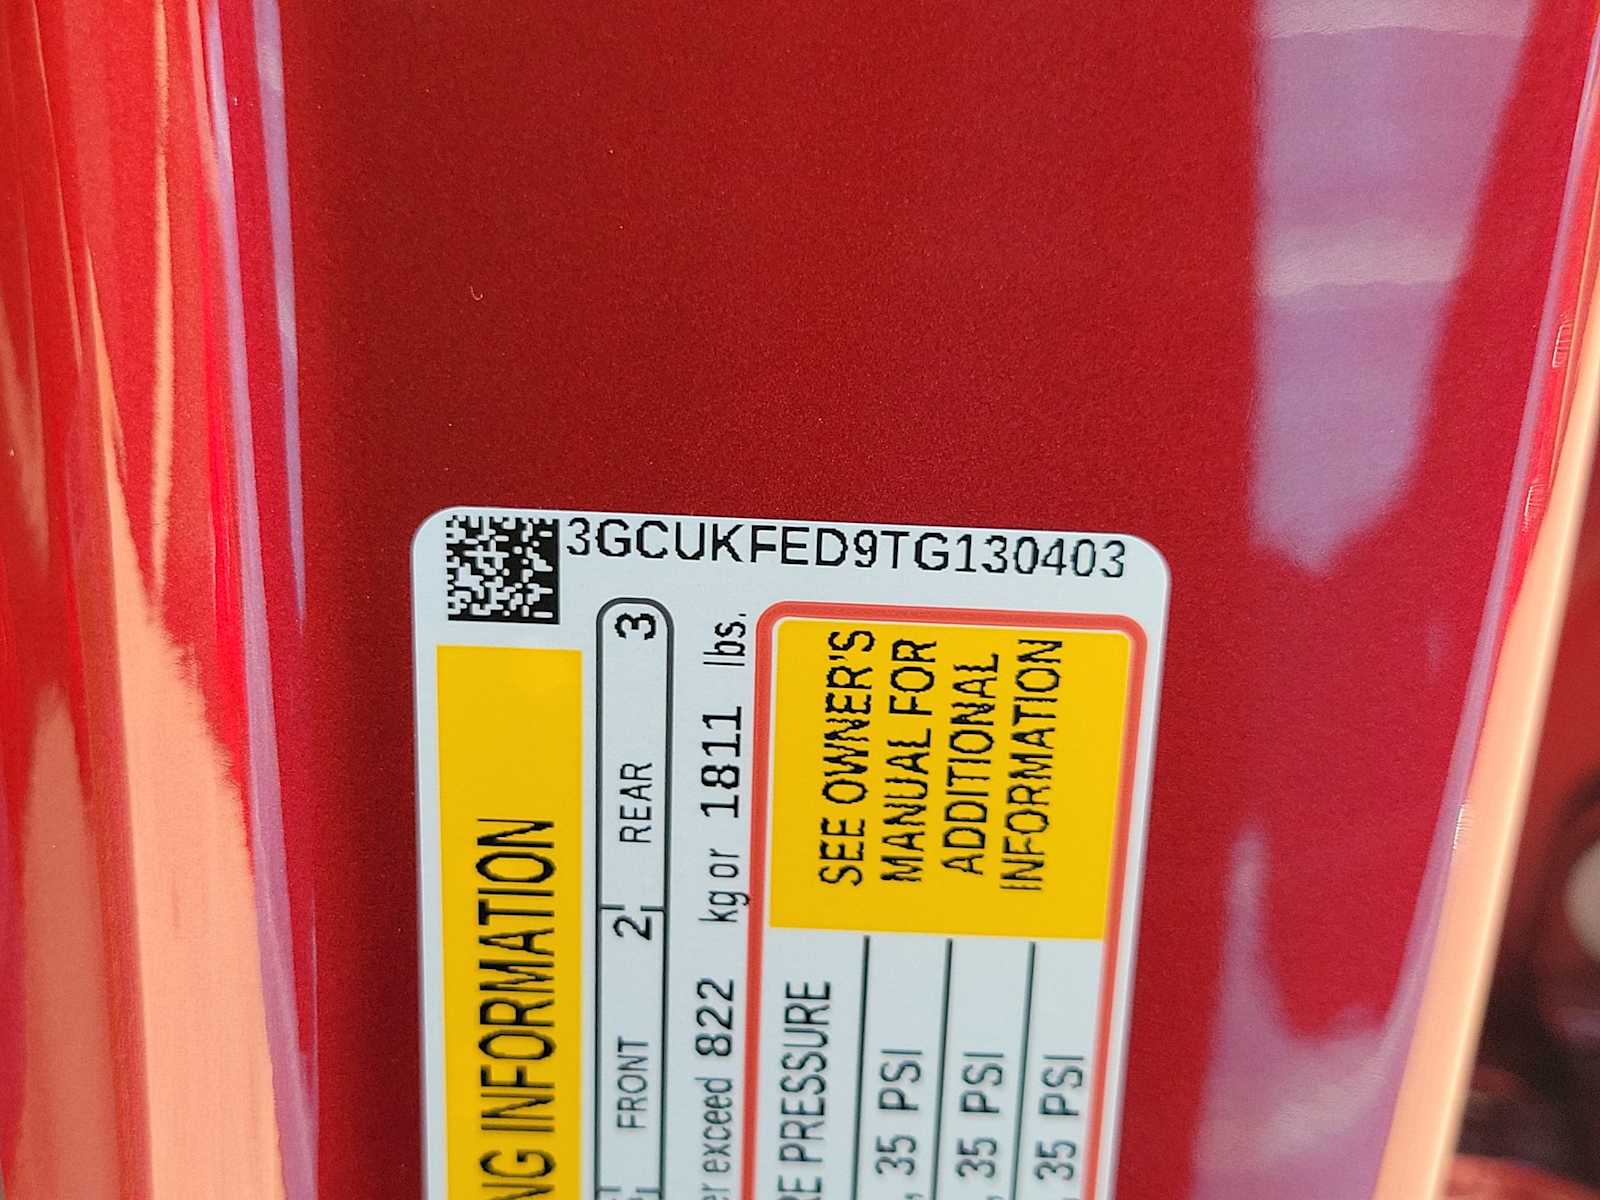 3GCUKFED9TG130403
NG INFORMATION
FRONT 2 REAR 3
er exceed 822 kg or 1811 lbs.
RE PRESSURE
, 35 PSI
, 35 PSI
, 35 PSI
SEE OWNER'S
MANUAL FOR
ADDITIONAL
INFORMATION